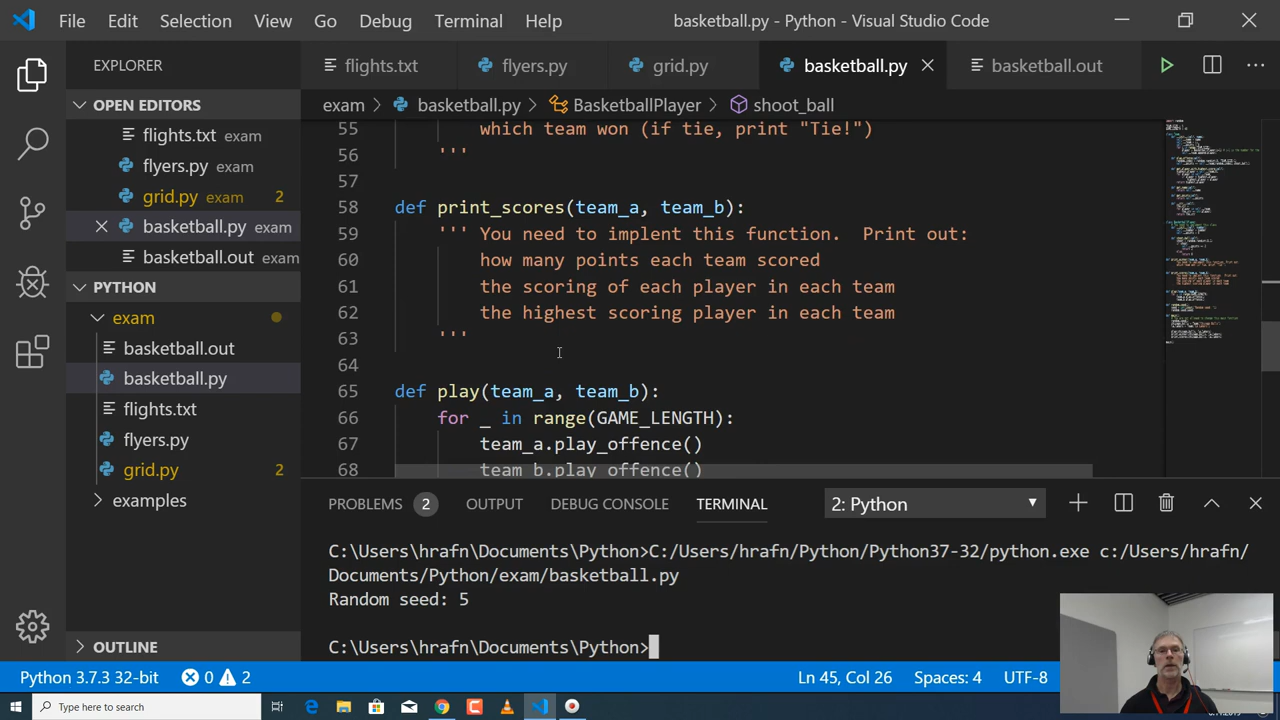 File Edit Selection View Go Debug Terminal Help basketball.py - Python - Visual Studio Code
EXPLORER
flights.txt flyers.py grid.py basketball.py basketball.out
OPEN EDITORS
flights.txt exam
flyers.py exam
grid.py exam 2
basketball.py exam
basketball.out exam
PYTHON
exam
basketball.out
basketball.py
flights.txt
flyers.py
grid.py 2
examples
OUTLINE
exam > basketball.py > BasketballPlayer > shoot_ball
55 which team won (if tie, print "Tie!")
56 '''
57
58 def print_scores(team_a, team_b):
59 ''' You need to implent this function. Print out:
60 how many points each team scored
61 the scoring of each player in each team
62 the highest scoring player in each team
63 '''
64
65 def play(team_a, team_b):
66 for _ in range(GAME_LENGTH):
67 team_a.play_offence()
68 team_b.play_offence()
PROBLEMS 2 OUTPUT DEBUG CONSOLE TERMINAL 2: Python
C:\Users\hrafn\Documents\Python>C:/Users/hrafn/Python/Python37-32/python.exe c:/Users/hrafn/
Documents/Python/exam/basketball.py
Random seed: 5
C:\Users\hrafn\Documents\Python>
Python 3.7.3 32-bit 0 2 Ln 45, Col 26 Spaces: 4 UTF-8
Type here to search